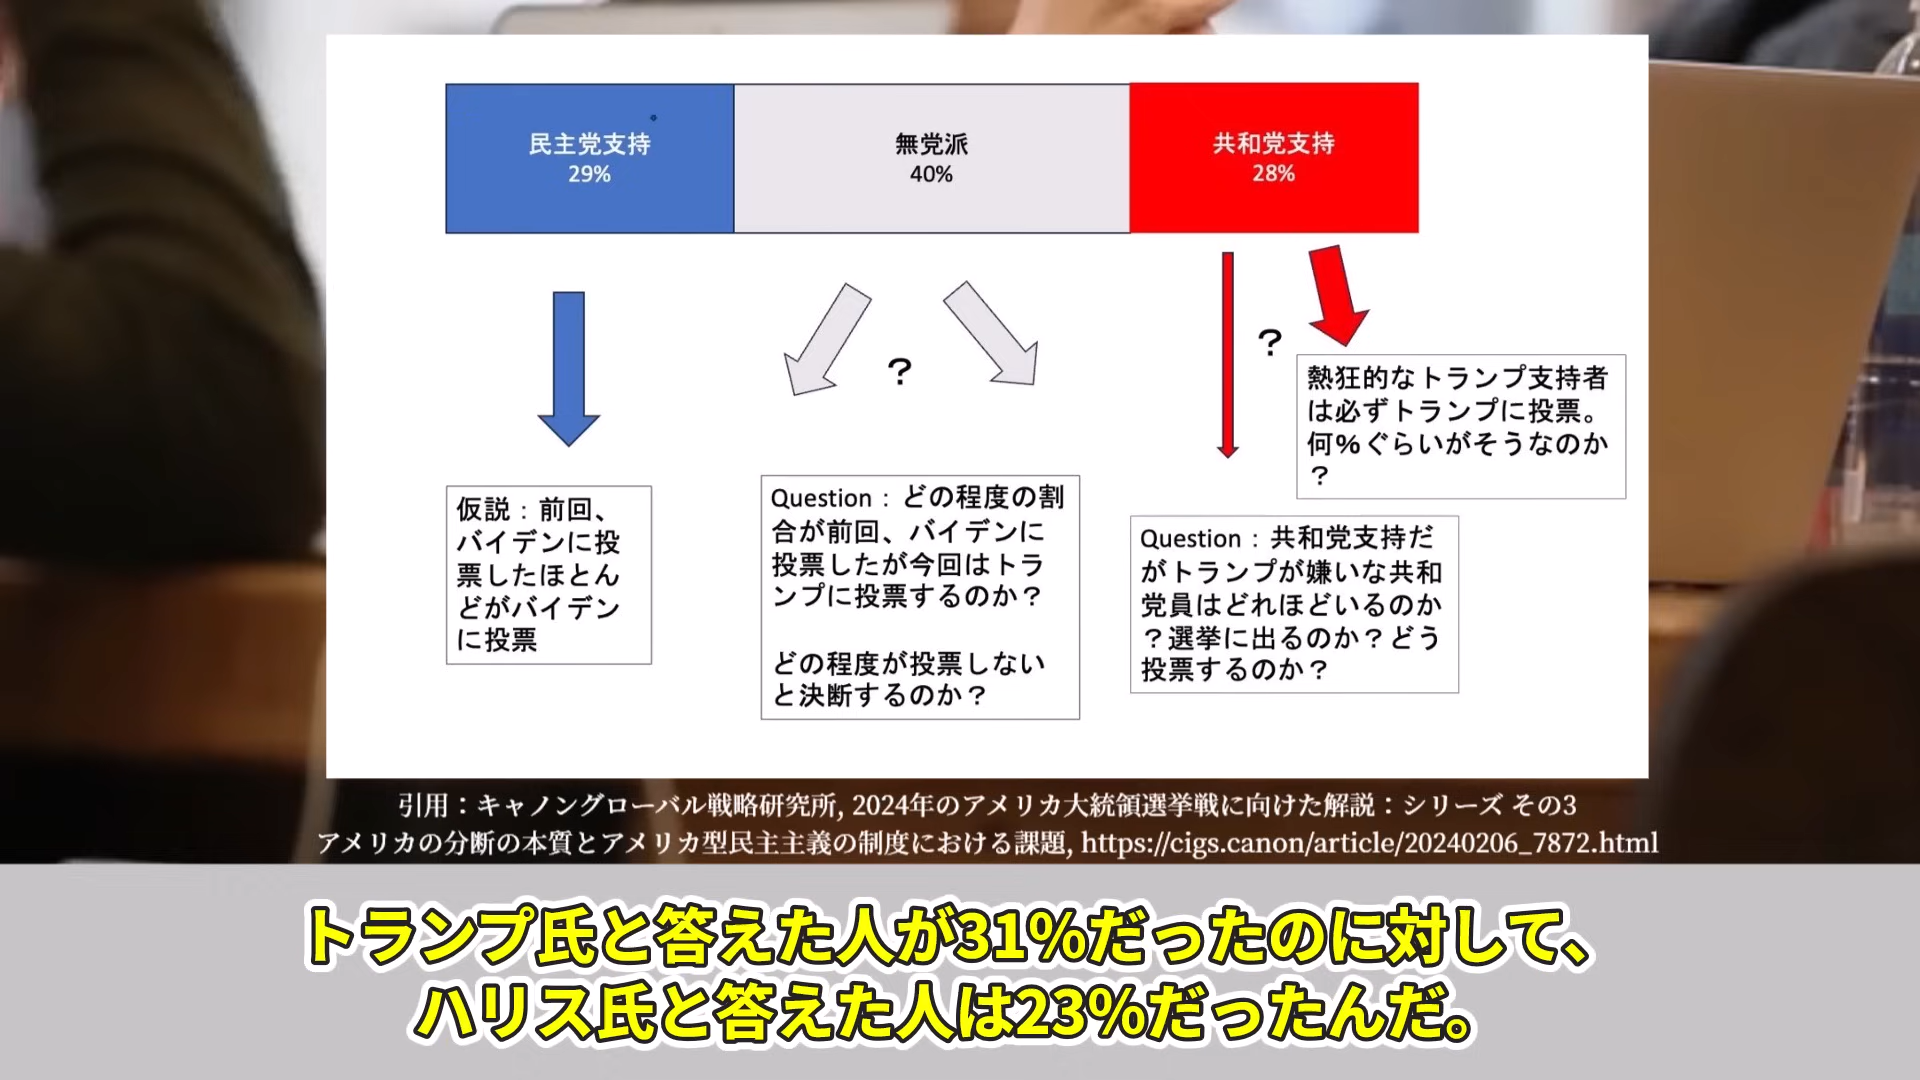 民主党支持
29%
無党派
40%
共和党支持
28%
?
?
熱狂的なトランプ支持者
は必ずトランプに投票。
何%ぐらいがそうなのか
?
仮説：前回、
バイデンに投
票したほとん
どがバイデン
に投票
Question：どの程度の割
合が前回、バイデンに
投票したが今回はトラ
ンプに投票するのか？
どの程度が投票しない
と決断するのか？
Question：共和党支持だ
がトランプが嫌いな共和
党員はどれほどいるのか
？選挙に出るのか？どう
投票するのか？
引用：キャノングローバル戦略研究所, 2024年のアメリカ大統領選挙戦に向けた解説：シリーズ その3
アメリカの分断の本質とアメリカ型民主主義の制度における課題, https://cigs.canon/article/20240206_7872.html
トランプ氏と答えた人が31%だったのに対して、
ハリス氏と答えた人は23%だったんだ。